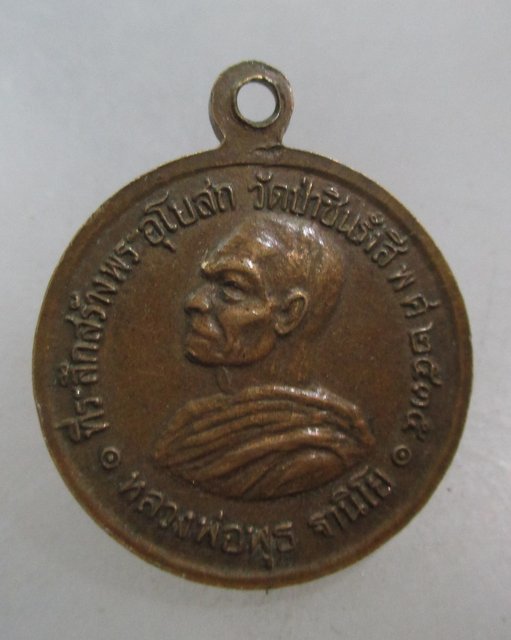 ที่ระลึกสร้างพระอุโบสถ วัดป่าชินรังสี พ ศ ๒๕๓๕
หลวงพ่อพุธ ฐานิโย